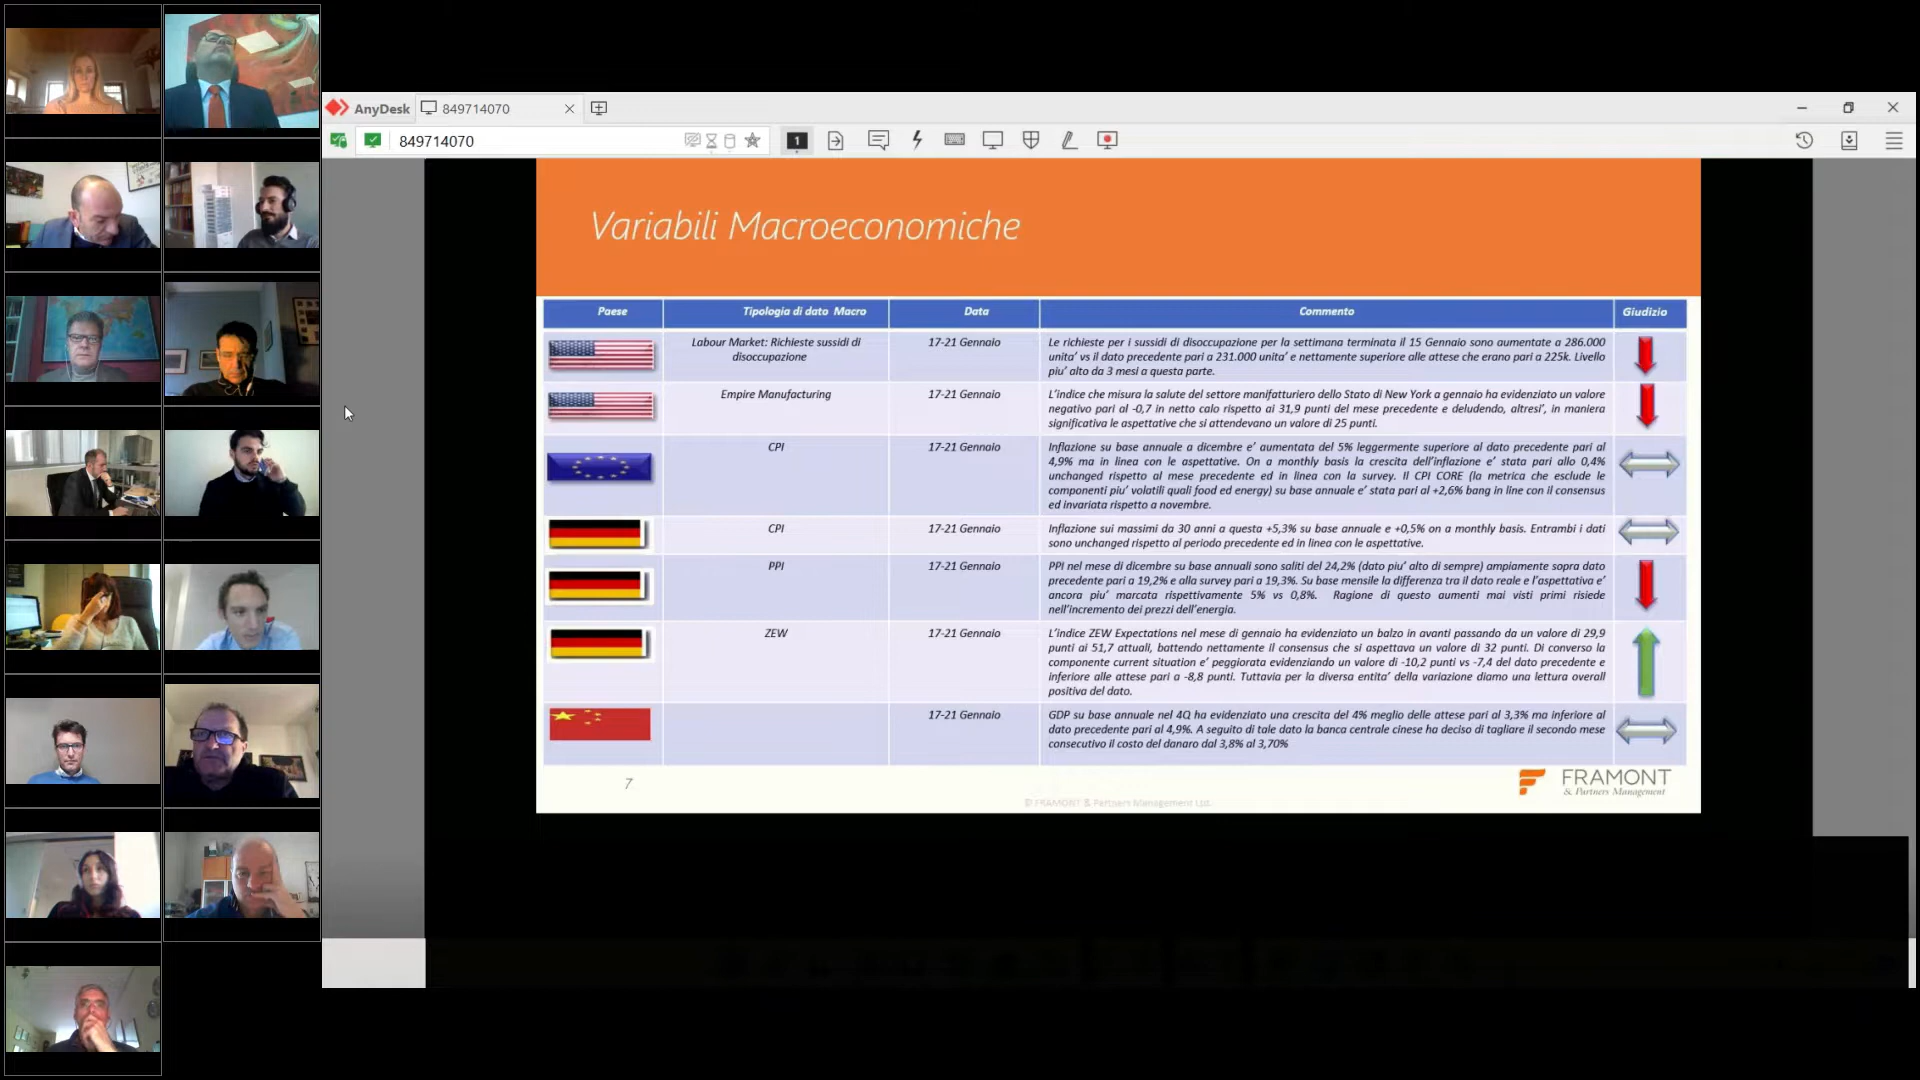 AnyDesk
849714070
849714070
1
Variabili Macroeconomiche
Paese
Tipologia di dato Macro
Data
Commento
Giudizio
Labour Market: Richieste sussidi di
disoccupazione
17-21 Gennaio
Le richieste per i sussidi di disoccupazione per la settimana terminata il 15 Gennaio sono aumentate a 286.000
unita' vs il dato precedente pari a 231.000 unita' e nettamente superiore alle attese che erano pari a 225k. Livello
piu' alto da 3 mesi a questa parte.
Empire Manufacturing
17-21 Gennaio
L'indice che misura la salute del settore manifatturiero dello Stato di New York a gennaio ha evidenziato un valore
negativo pari al -0,7 in netto calo rispetto ai 31,9 punti del mese precedente e deludendo, altresi', in maniera
significativa le aspettative che si attendevano un valore di 25 punti.
CPI
17-21 Gennaio
Inflazione su base annuale a dicembre e' aumentata del 5% leggermente superiore al dato precedente pari al
4,9% ma in linea con le aspettative. On a monthly basis la crescita dell'inflazione e' stata pari allo 0,4%
unchanged rispetto al mese precedente ed in linea con la survey. Il CPI CORE (la metrica che esclude le
componenti piu' volatili quali food ed energy) su base annuale e' stata pari al +2,6% bang in line con il consensus
ed invariata rispetto a novembre.
CPI
17-21 Gennaio
Inflazione sui massimi da 30 anni a questa +5,3% su base annuale e +0,5% on a monthly basis. Entrambi i dati
sono unchanged rispetto al periodo precedente ed in linea con le aspettative.
PPI
17-21 Gennaio
PPI nel mese di dicembre su base annuali sono saliti del 24,2% (dato piu' alto di sempre) ampiamente sopra dato
precedente pari a 19,2% e alla survey pari a 19,3%. Su base mensile la differenza tra il dato reale e l'aspettativa e'
ancora piu' marcata rispettivamente 5% vs 0,8%. Ragione di questo aumenti mai visti primi risiede
nell'incremento dei prezzi dell'energia.
ZEW
17-21 Gennaio
L'indice ZEW Expectations nel mese di gennaio ha evidenziato un balzo in avanti passando da un valore di 29,9
punti ai 51,7 attuali, battendo nettamente il consensus che si aspettava un valore di 32 punti. Di converso la
componente current situation e' peggiorata evidenziando un valore di -10,2 punti vs -7,4 del dato precedente e
inferiore alle attese pari a -8,8 punti. Tuttavia per la diversa entita' della variazione diamo una lettura overall
positiva del dato.
17-21 Gennaio
GDP su base annuale nel 4Q ha evidenziato una crescita del 4% meglio delle attese pari al 3,3% ma inferiore al
dato precedente pari al 4,9%. A seguito di tale dato la banca centrale cinese ha deciso di tagliare il secondo mese
consecutivo il costo del danaro dal 3,8% al 3,70%
7
FRAMONT
& Partners Management
© FRAMONT & Partners Management Ltd.